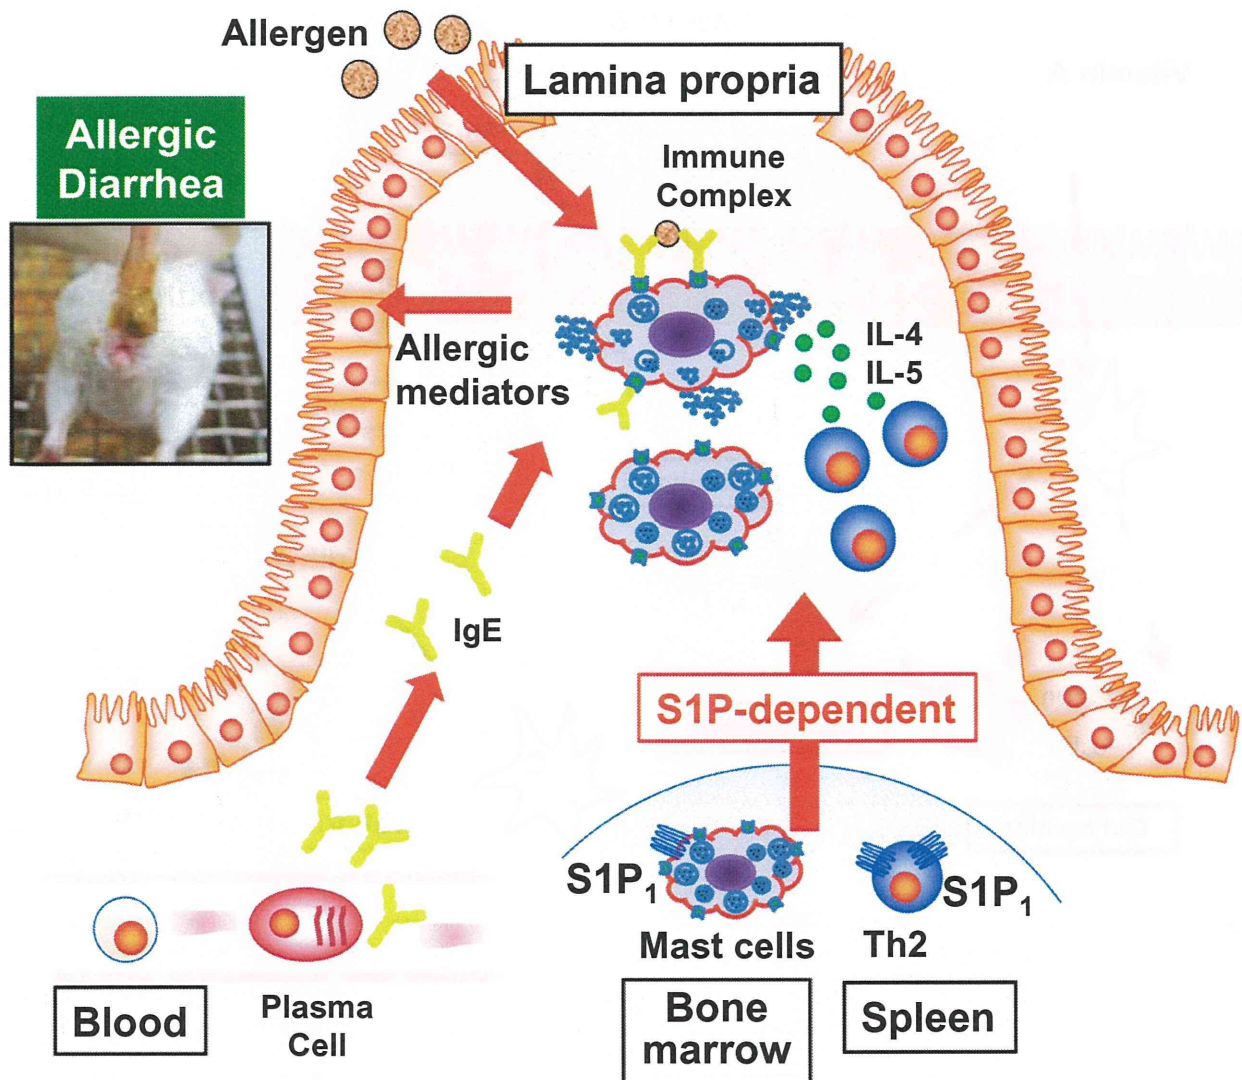 Allergen
Lamina propria
Allergic
Diarrhea
Immune
Complex
IL-4
IL-5
Allergic
mediators
IgE
S1P-dependent
S1P₁
S1P₁
Mast cells
Th2
Blood
Plasma
Cell
Bone
marrow
Spleen